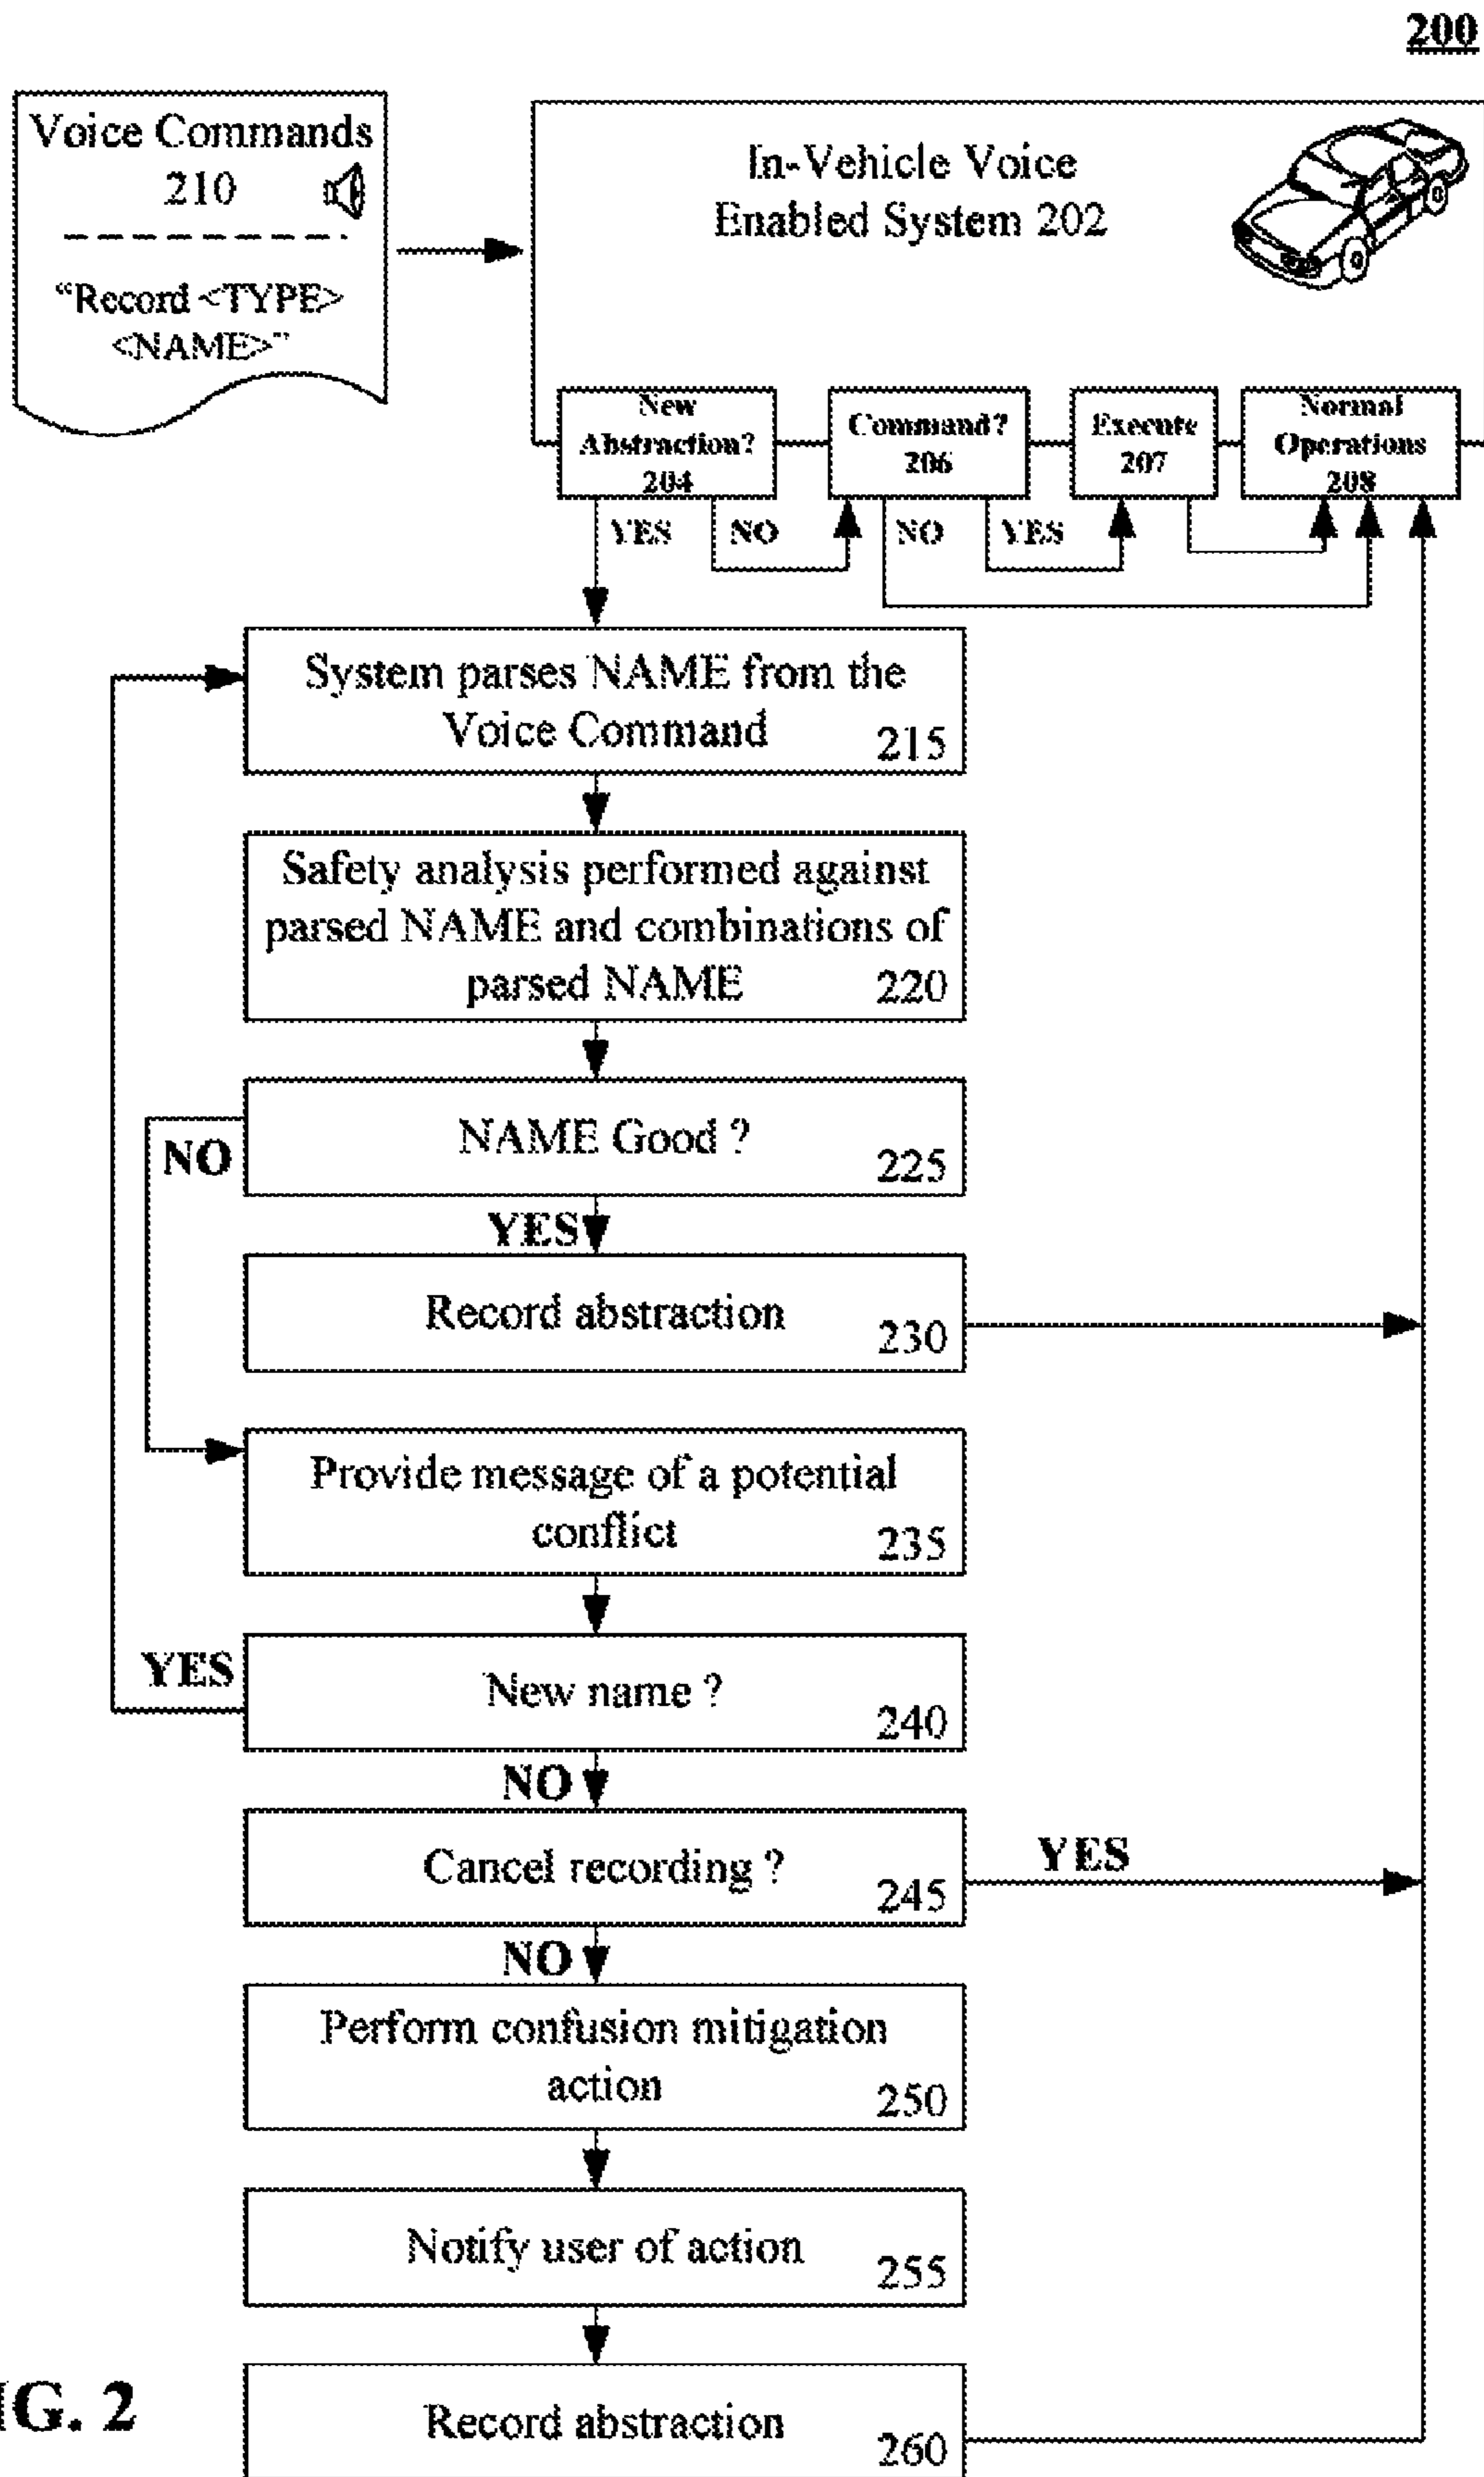 200
Voice Commands
210
“Record <TYPE>
<NAME>”
In-Vehicle Voice
Enabled System 202
New
Abstraction?
204
Command?
206
Execute
207
Normal
Operations
208
YES
NO
NO
YES
System parses NAME from the
Voice Command
215
Safety analysis performed against
parsed NAME and combinations of
parsed NAME
220
NAME Good ?
225
NO
YES
Record abstraction
230
Provide message of a potential
conflict
235
New name ?
240
YES
NO
Cancel recording ?
245
YES
NO
Perform confusion mitigation
action
250
Notify user of action
255
Record abstraction
260
IG. 2